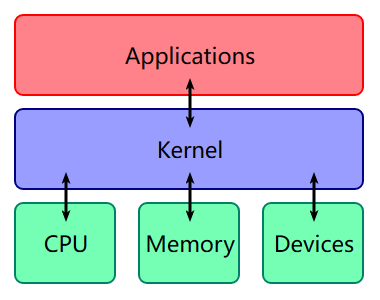 Applications
Kernel
CPU
Memory
Devices